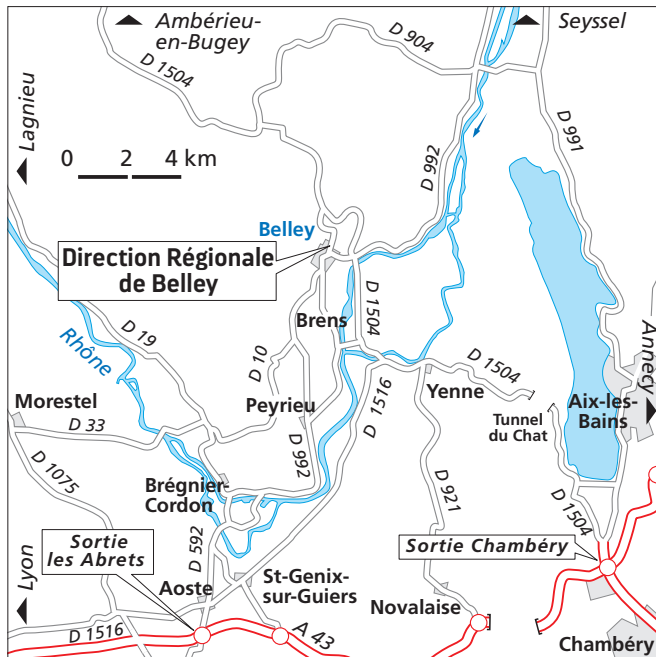 Ambérieu-
en-Bugey
Seyssel
D 904
D 1504
Lagnieu
D 991
0 2 4 km
D 992
Belley
Direction Régionale
de Belley
D 1504
Brens
D 19
Rhône
D 10
Annecy
D 1504
Yenne
D 1516
Aix-les-
Bains
Tunnel
du Chat
Morestel
Peyrieu
D 33
D 992
D 1075
Brégnier-
Cordon
D 921
D 1504
Sortie
les Abrets
D 592
Sortie Chambéry
Lyon
Aoste
St-Genix-
sur-Guiers
Novalaise
D 1516
A 43
Chambéry